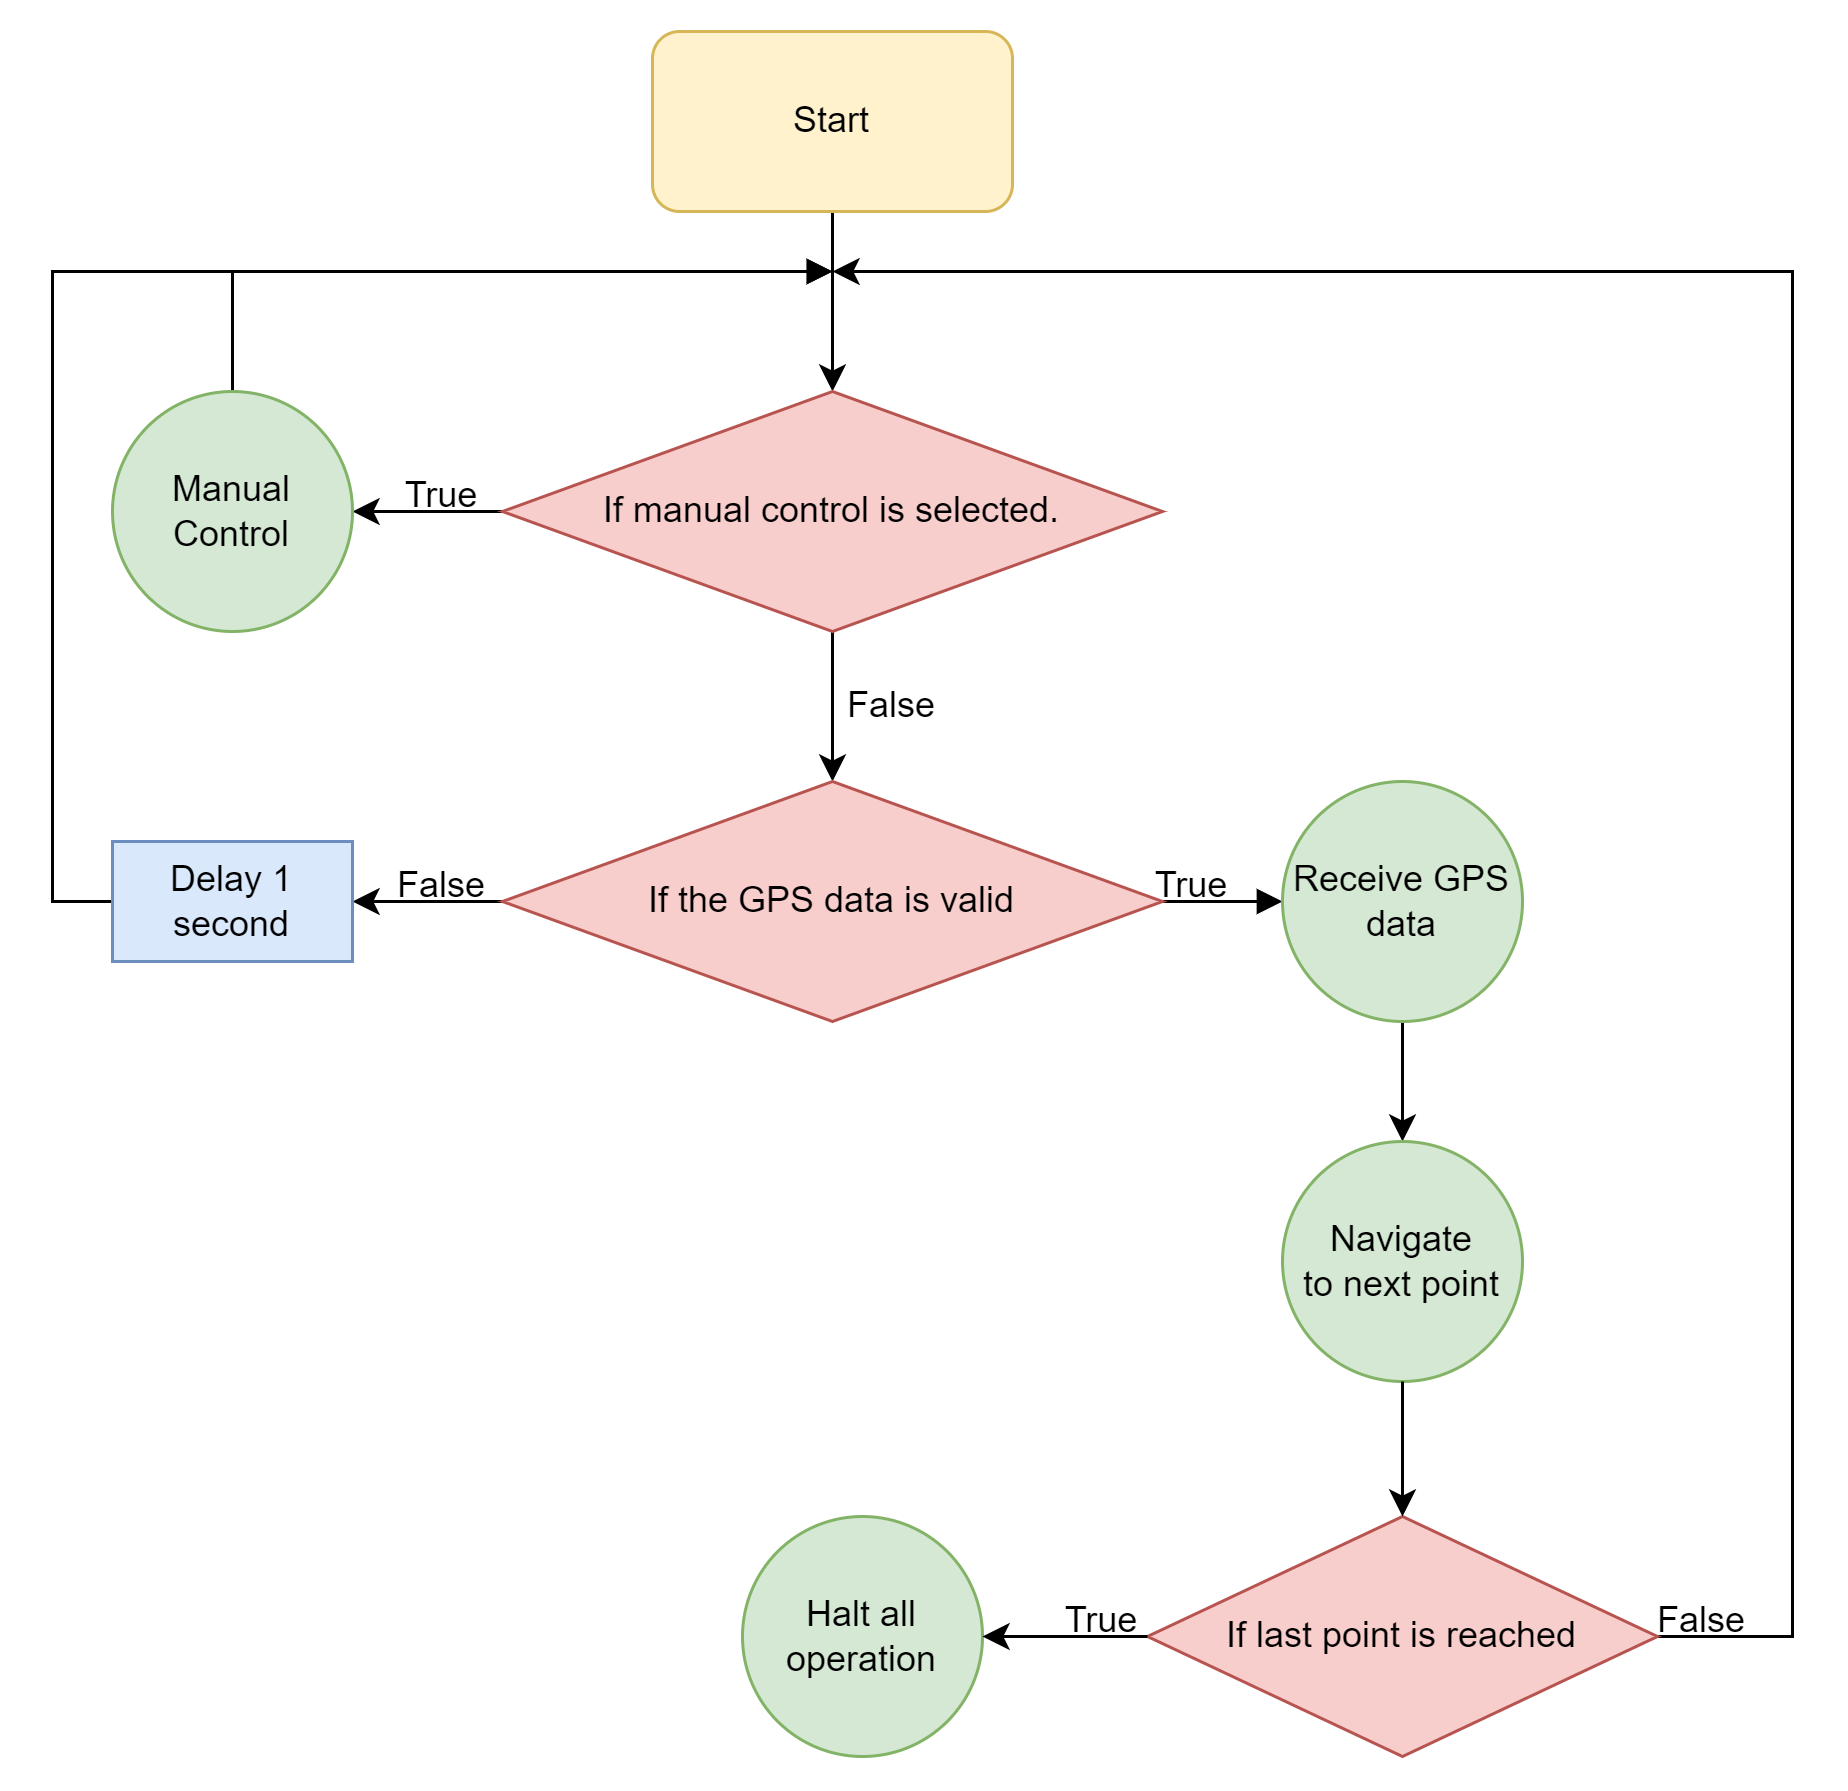 Start
True
Manual
Control
If manual control is selected.
False
Delay 1
second
False
If the GPS data is valid
True
Receive GPS
data
Navigate
to next point
Halt all
operation
True
If last point is reached
False